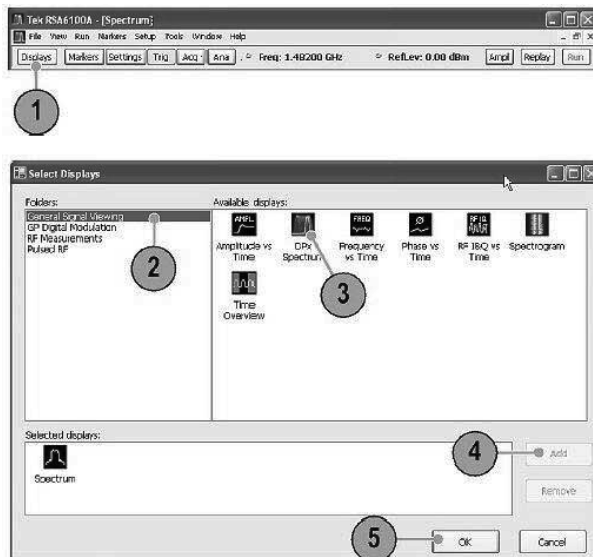 Tek RSA6100A - [Spectrum]
File View Run Markers Setup Tools Window Help
Displays Markers Settings Trig Acq Ana Freq: 1.48200 GHz RefLev: 0.00 dBm Ampl Replay Run
1
Select Displays
Folders:
General Signal Viewing
GP Digital Modulation
RF Measurements
Pulsed RF
2
Available displays:
AMPL
Amplitude vs
Time
DPx
Spectrum
FREQ
Frequency
vs Time
Phase vs
Time
RF IQ
RF I&Q vs
Time
Spectrogram
3
Time
Overview
Selected displays:
Spectrum
4
Add
Remove
5
OK
Cancel